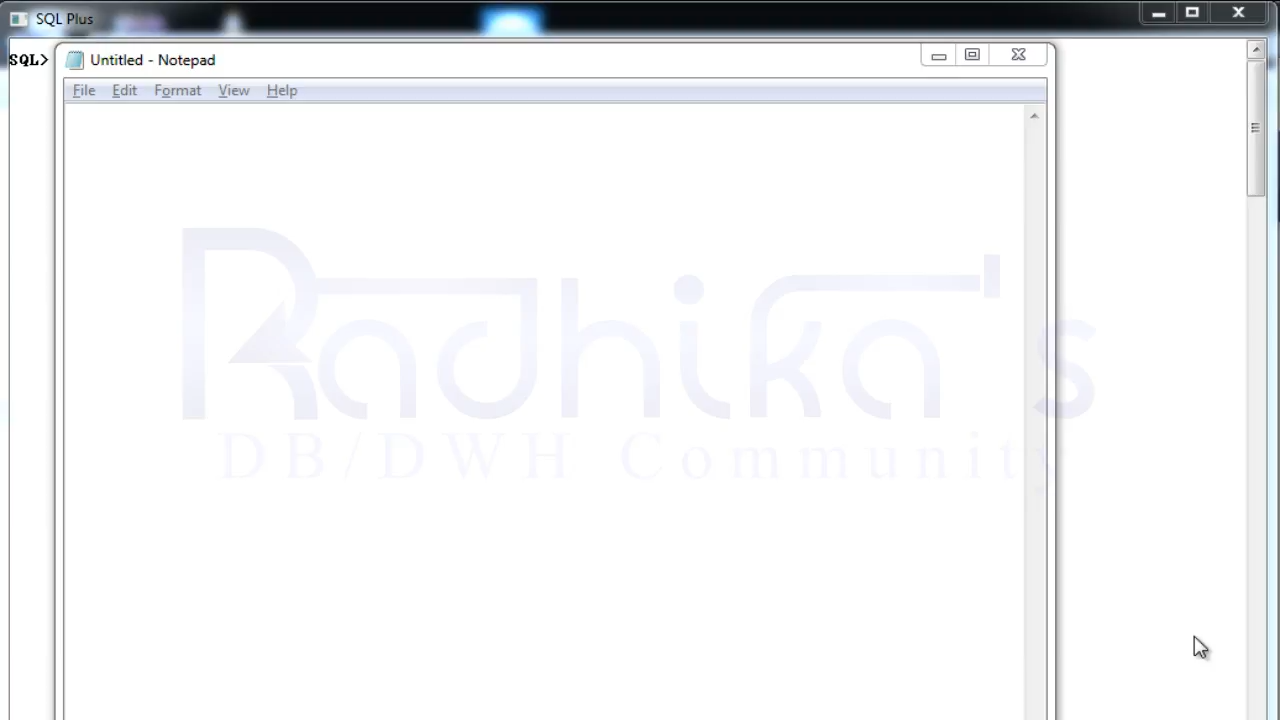 SQL Plus
SQL>
Untitled - Notepad
File Edit Format View Help
Radhika's
DB/DWH Community